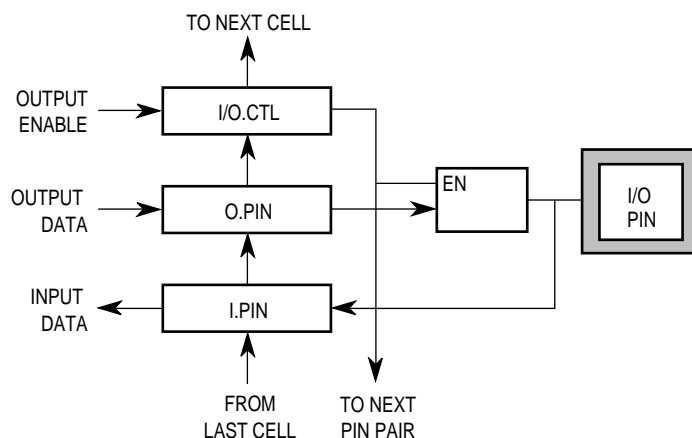 TO NEXT CELL
OUTPUT
ENABLE
I/O.CTL
EN
I/O
PIN
OUTPUT
DATA
O.PIN
INPUT
DATA
I.PIN
FROM
LAST CELL
TO NEXT
PIN PAIR